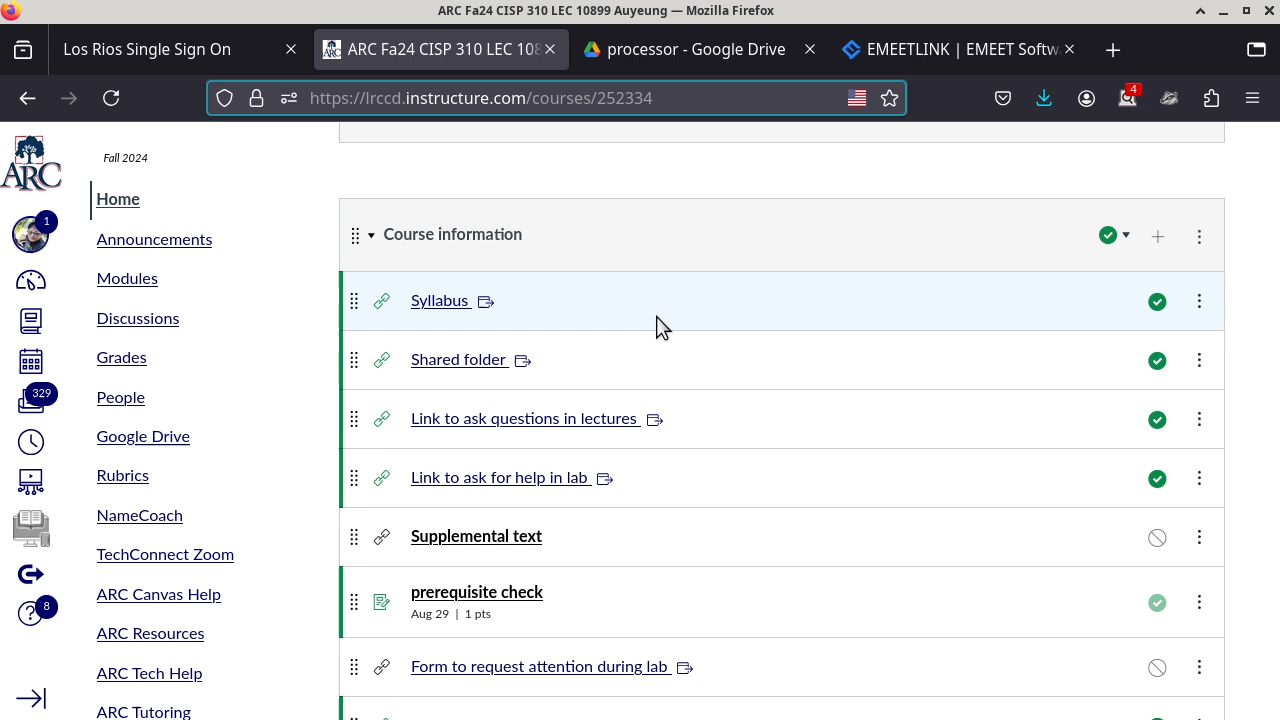 ARC Fa24 CISP 310 LEC 10899 Auyeung — Mozilla Firefox
Los Rios Single Sign On
ARC Fa24 CISP 310 LEC 108
processor - Google Drive
EMEETLINK | EMEET Softw
https://lrccd.instructure.com/courses/252334
4
ARC
1
329
8
Fall 2024
Home
Announcements
Modules
Discussions
Grades
People
Google Drive
Rubrics
NameCoach
TechConnect Zoom
ARC Canvas Help
ARC Resources
ARC Tech Help
ARC Tutoring
Course information
Syllabus
Shared folder
Link to ask questions in lectures
Link to ask for help in lab
Supplemental text
prerequisite check
Aug 29 | 1 pts
Form to request attention during lab